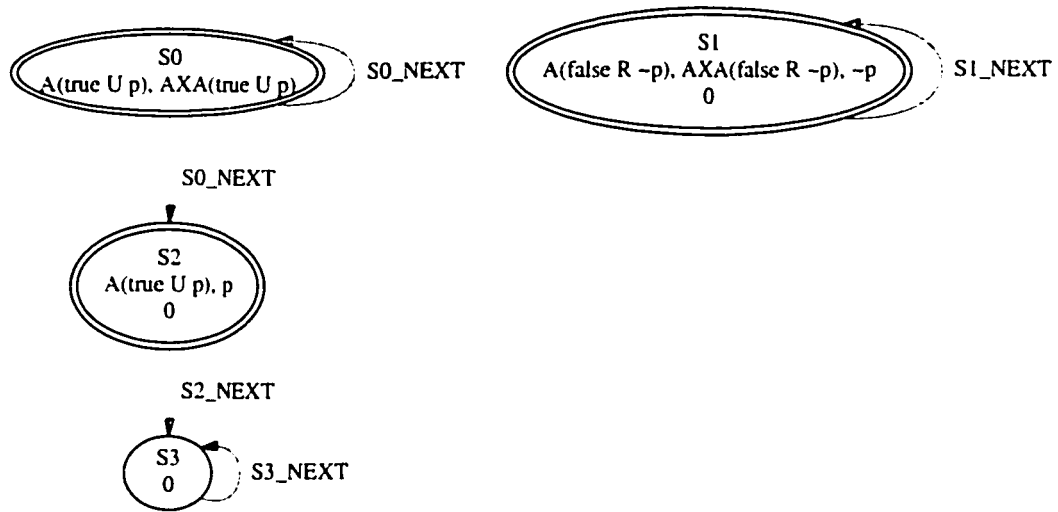 S0
A(true U p), AXA(true U p)
S0_NEXT
S1
A(false R ~p), AXA(false R ~p), ~p
0
S1_NEXT
S0_NEXT
S2
A(true U p), p
0
S2_NEXT
S3
0
S3_NEXT